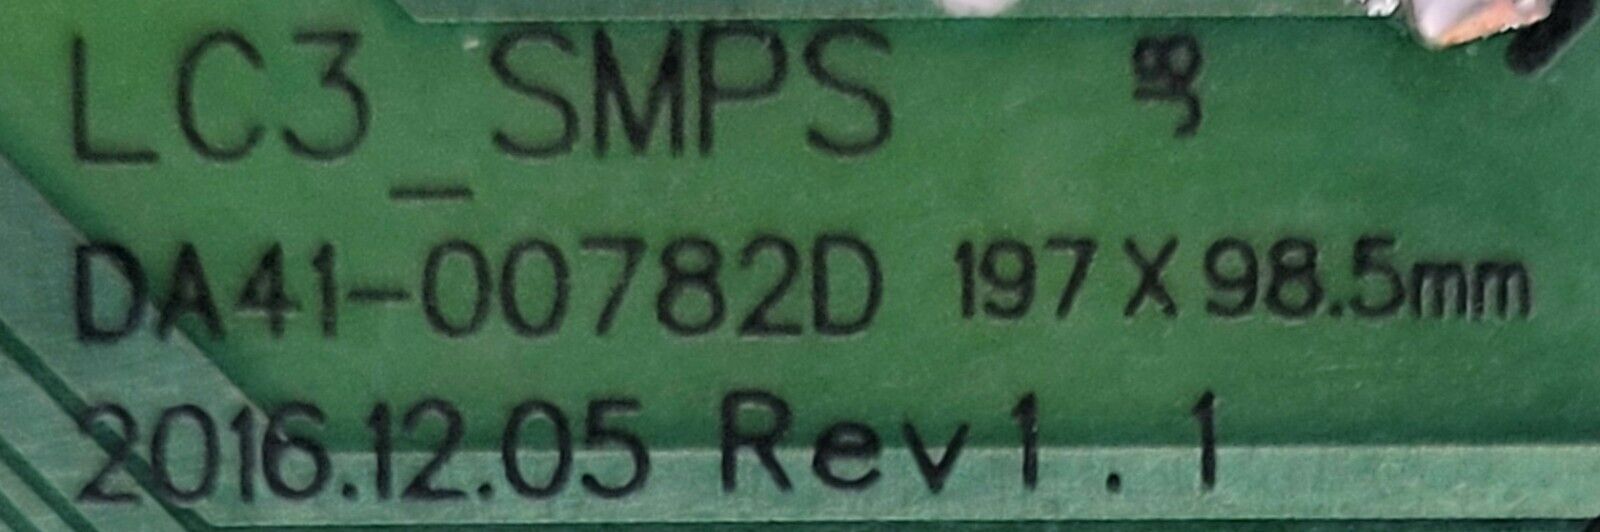 LC3_SMPS
DA41-00782D 197 X 98.5mm
2016.12.05 Rev1.1